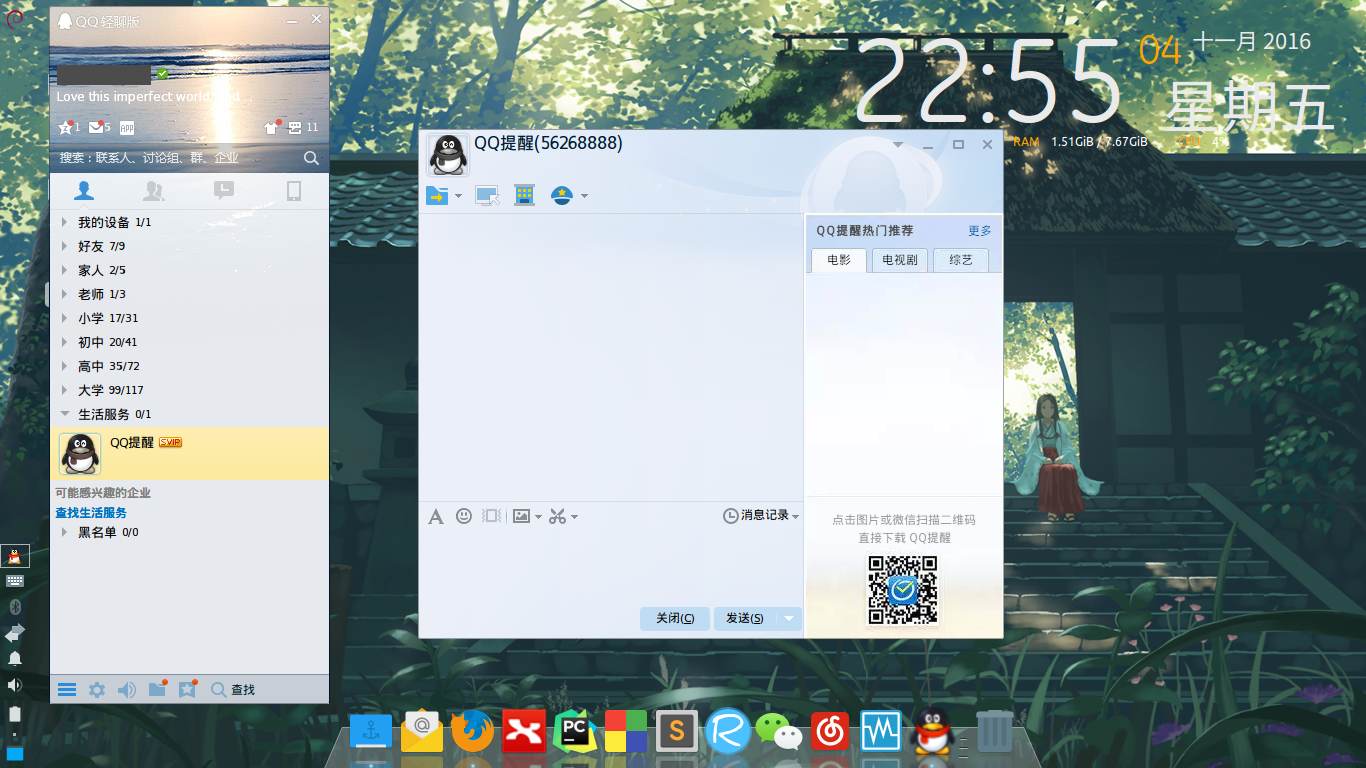 QQ轻聊版
Love this imperfect world, and ...
1
5
APP
11
搜索：联系人、讨论组、群、企业
我的设备 1/1
好友 7/9
家人 2/5
老师 1/3
小学 17/31
初中 20/41
高中 35/72
大学 99/117
生活服务 0/1
QQ提醒 SVIP
可能感兴趣的企业
查找生活服务
黑名单 0/0
查找
QQ提醒(56268888)
QQ提醒热门推荐 更多
电影 电视剧 综艺
消息记录
点击图片或微信扫描二维码
直接下载 QQ提醒
关闭(C) 发送(S)
22:55
04
十一月 2016
星期五
RAM 1.51GiB / 7.67GiB
4%
PC
S
R